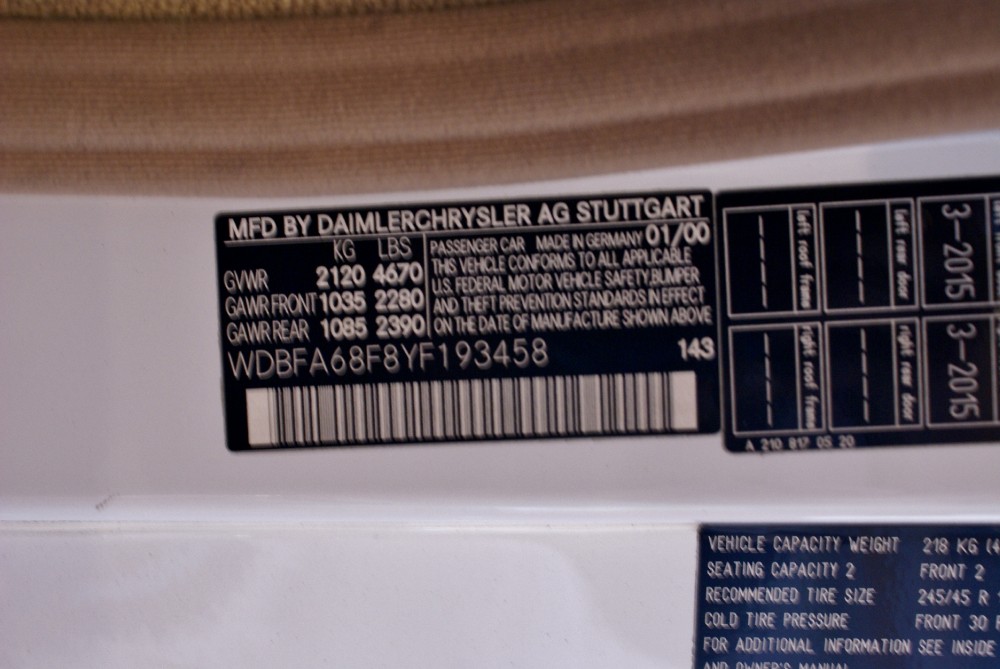 MFD BY DAIMLERCHRYSLER AG STUTTGART
KG LBS
GVWR 2120 4670
GAWR FRONT 1035 2280
GAWR REAR 1085 2390
PASSENGER CAR MADE IN GERMANY 01/00
THIS VEHICLE CONFORMS TO ALL APPLICABLE
U.S. FEDERAL MOTOR VEHICLE SAFETY,BUMPER
AND THEFT PREVENTION STANDARDS IN EFFECT
ON THE DATE OF MANUFACTURE SHOWN ABOVE
WDBFA68F8YF193458 143
left roof frame
left rear door
3-2015
right roof frame
right rear door
3-2015
A 210 817 05 20
VEHICLE CAPACITY WEIGHT 218 KG (4
SEATING CAPACITY 2 FRONT 2
RECOMMENDED TIRE SIZE 245/45 R
COLD TIRE PRESSURE FRONT 30
FOR ADDITIONAL INFORMATION SEE INSIDE
AND OWNER'S MANUAL